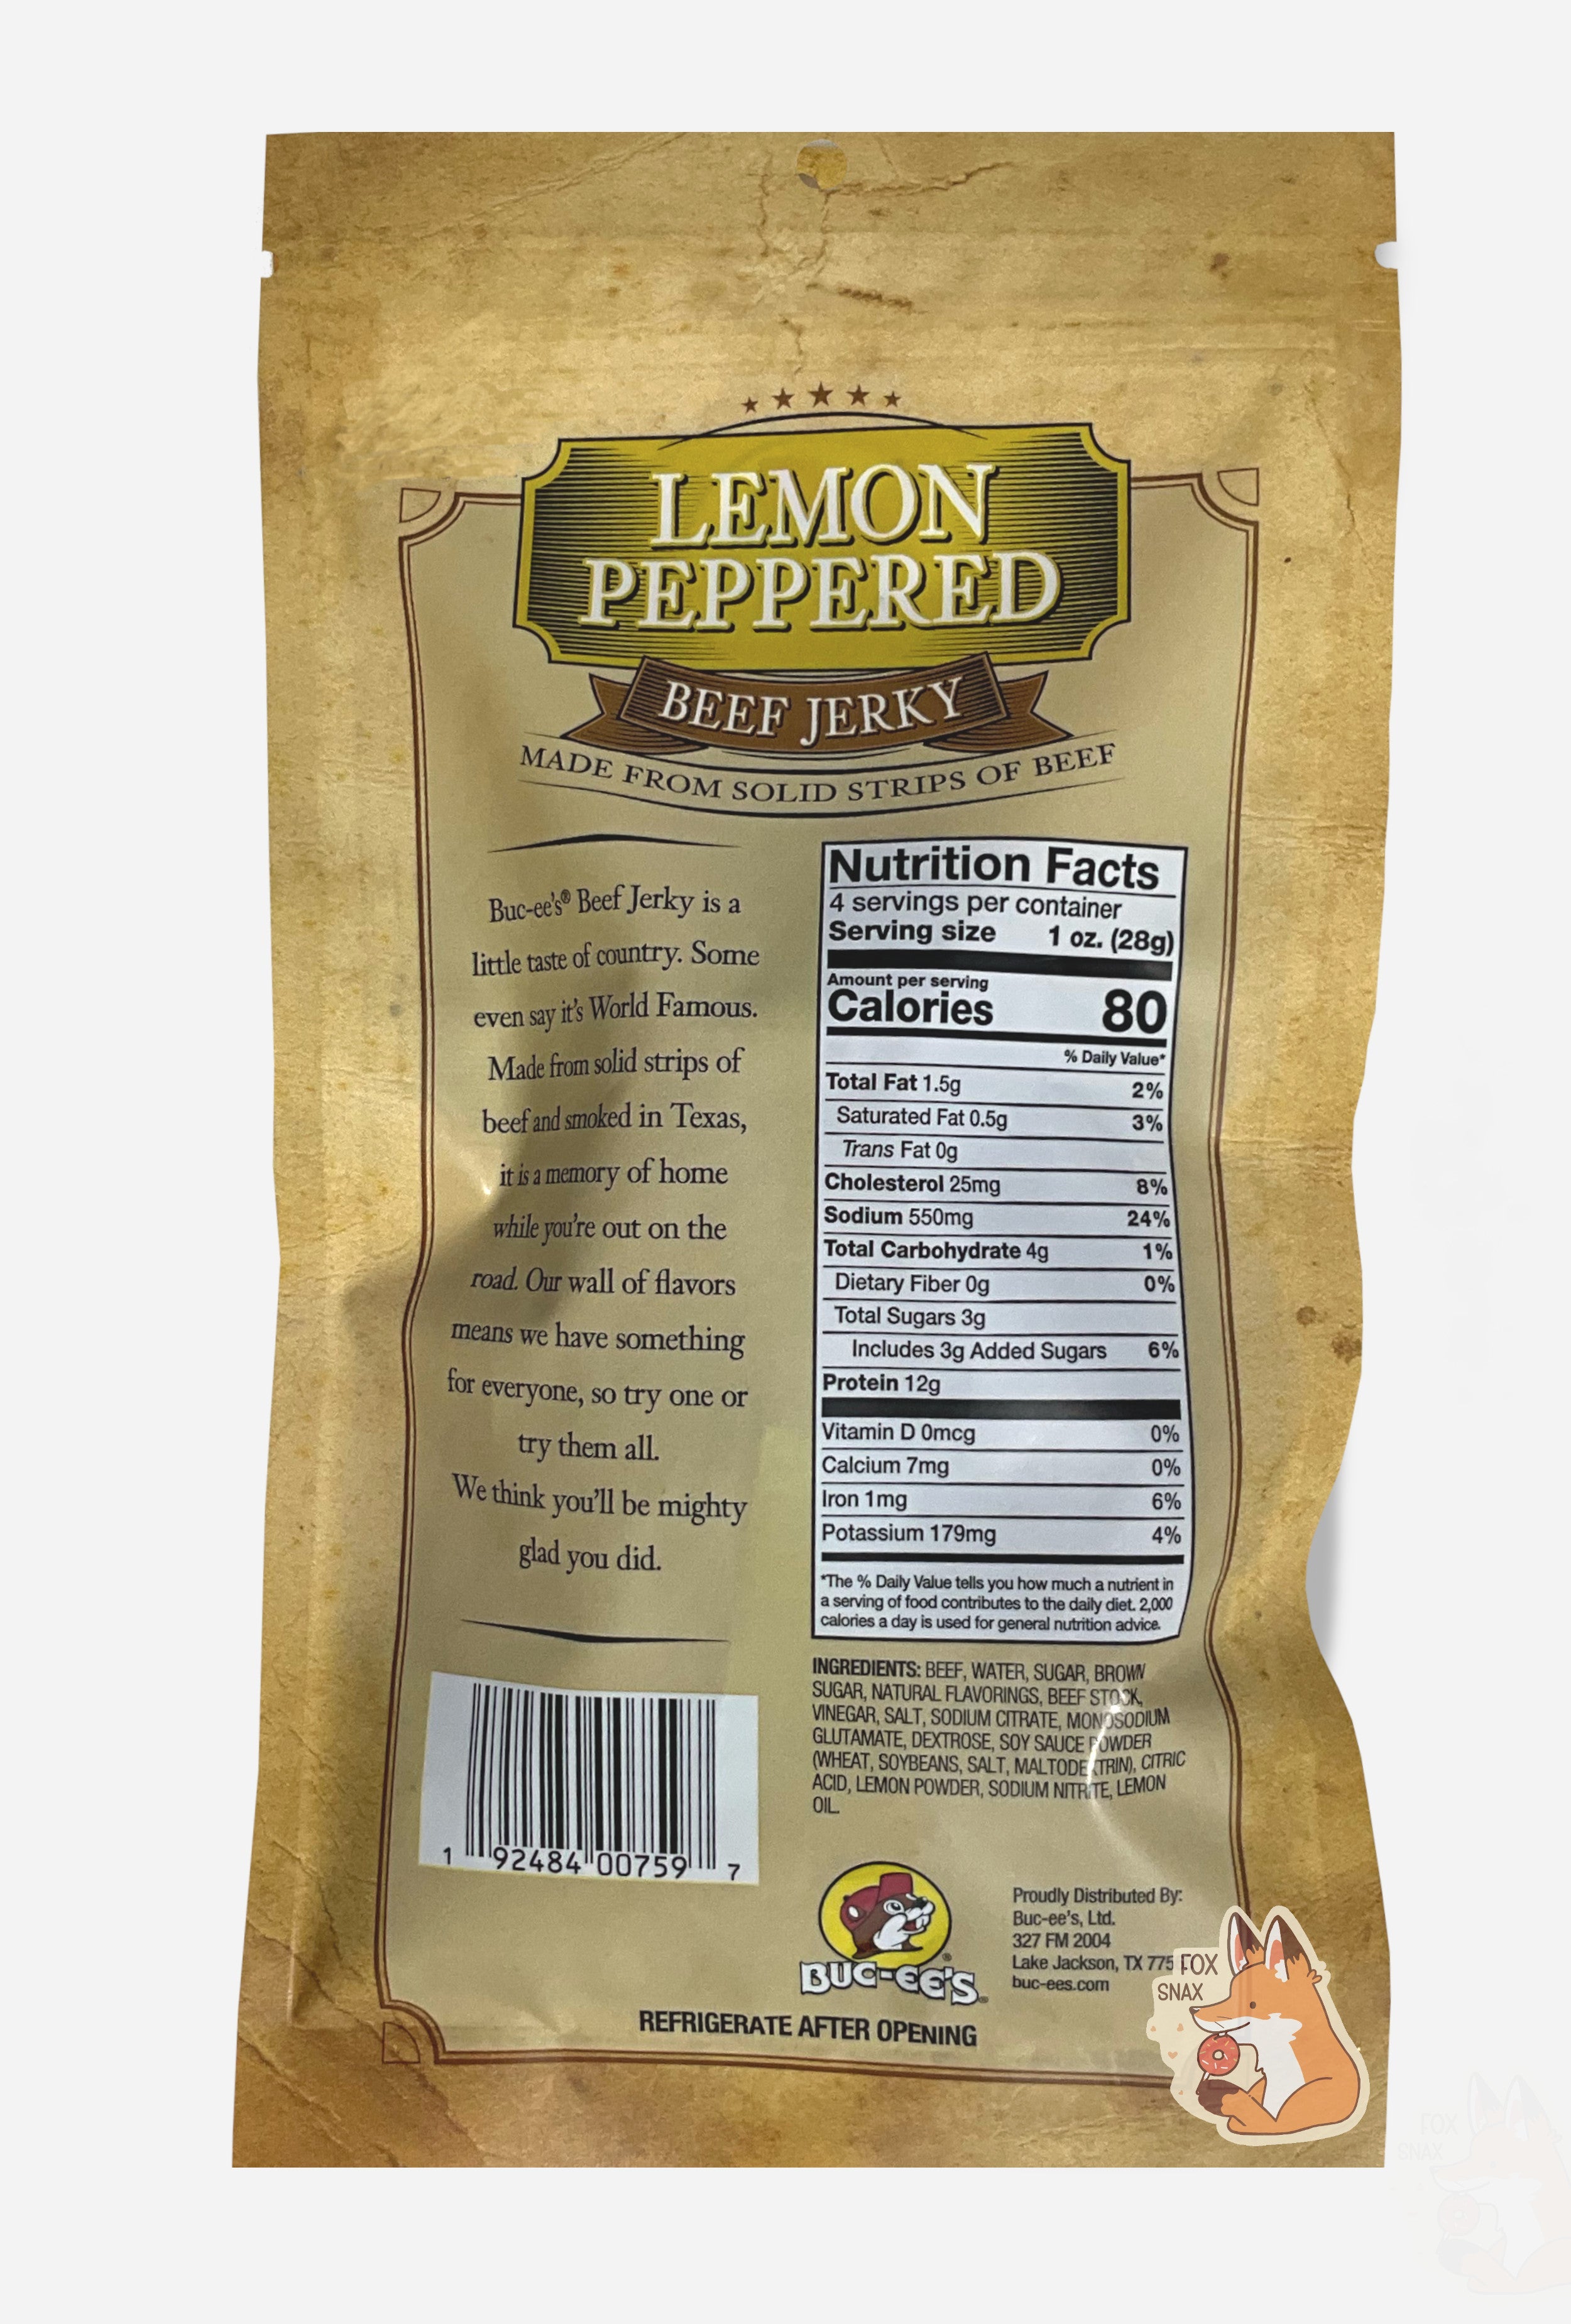 LEMON
PEPPERED
BEEF JERKY
MADE FROM SOLID STRIPS OF BEEF
Buc-ee's® Beef Jerky is a
little taste of country. Some
even say it's World Famous.
Made from solid strips of
beef and smoked in Texas,
it is a memory of home
while you're out on the
road. Our wall of flavors
means we have something
for everyone, so try one or
try them all.
We think you'll be mighty
glad you did.
Nutrition Facts
4 servings per container
Serving size 1 oz. (28g)
Amount per serving
Calories 80
% Daily Value*
Total Fat 1.5g 2%
Saturated Fat 0.5g 3%
Trans Fat 0g
Cholesterol 25mg 8%
Sodium 550mg 24%
Total Carbohydrate 4g 1%
Dietary Fiber 0g 0%
Total Sugars 3g
Includes 3g Added Sugars 6%
Protein 12g
Vitamin D 0mcg 0%
Calcium 7mg 0%
Iron 1mg 6%
Potassium 179mg 4%
*The % Daily Value tells you how much a nutrient in
a serving of food contributes to the daily diet. 2,000
calories a day is used for general nutrition advice.
INGREDIENTS: BEEF, WATER, SUGAR, BROWN
SUGAR, NATURAL FLAVORINGS, BEEF STOCK,
VINEGAR, SALT, SODIUM CITRATE, MONOSODIUM
GLUTAMATE, DEXTROSE, SOY SAUCE POWDER
(WHEAT, SOYBEANS, SALT, MALTODEXTRIN), CITRIC
ACID, LEMON POWDER, SODIUM NITRITE, LEMON
OIL.
1 92484 00759 7
BUC-EE'S®
Proudly Distributed By:
Buc-ee's, Ltd.
327 FM 2004
Lake Jackson, TX
buc-ees.com
REFRIGERATE AFTER OPENING
FOX
SNAX
FOX
SNAX